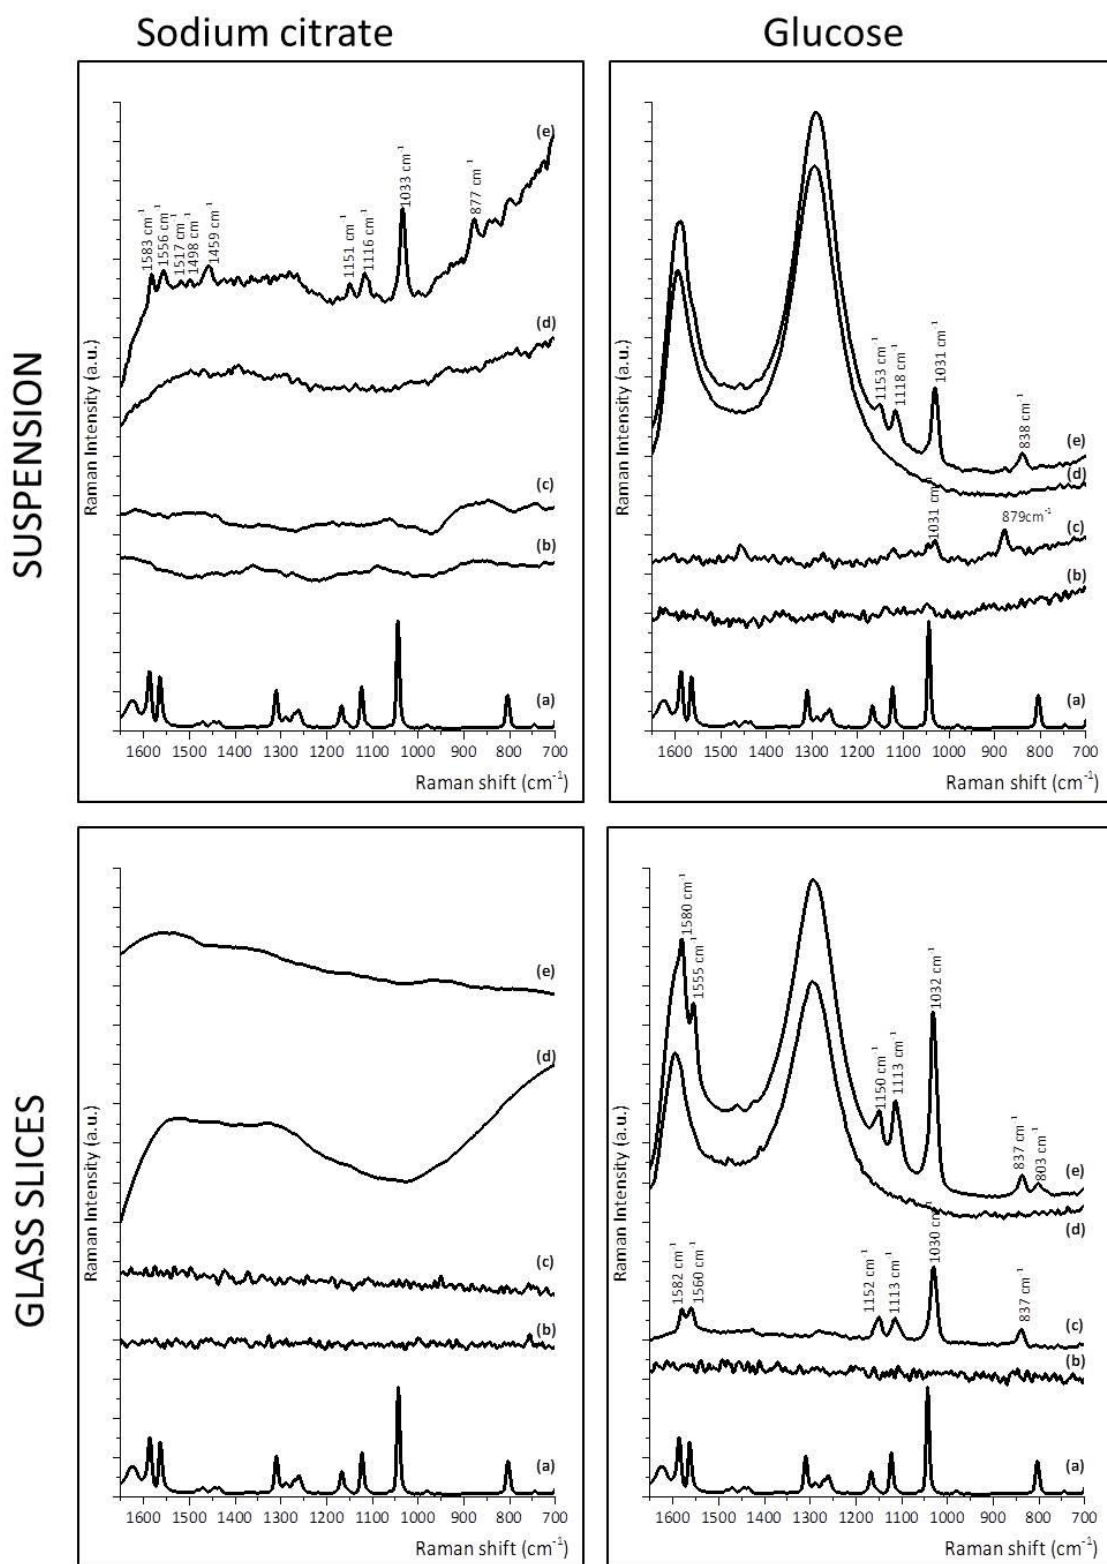 Sodium citrate
Glucose
SUSPENSION
Raman Intensity (a.u.)
1583 cm⁻¹
1556 cm⁻¹
1517 cm⁻¹
1498 cm⁻¹
1459 cm⁻¹
1151 cm⁻¹
1116 cm⁻¹
1033 cm⁻¹
877 cm⁻¹
(e)
(d)
(c)
(b)
(a)
1600 1500 1400 1300 1200 1100 1000 900 800 700
Raman shift (cm⁻¹)
Raman Intensity (a.u.)
1153 cm⁻¹
1118 cm⁻¹
1031 cm⁻¹
838 cm⁻¹
(e)
(d)
1031 cm⁻¹
879cm⁻¹
(c)
(b)
(a)
1600 1500 1400 1300 1200 1100 1000 900 800 700
Raman shift (cm⁻¹)
GLASS SLICES
Raman Intensity (a.u.)
(e)
(d)
(c)
(b)
(a)
1600 1500 1400 1300 1200 1100 1000 900 800 700
Raman shift (cm⁻¹)
Raman Intensity (a.u.)
1580 cm⁻¹
1555 cm⁻¹
1150 cm⁻¹
1113 cm⁻¹
1032 cm⁻¹
837 cm⁻¹
803 cm⁻¹
(e)
(d)
1582 cm⁻¹
1560 cm⁻¹
1152 cm⁻¹
1113 cm⁻¹
1030 cm⁻¹
837 cm⁻¹
(c)
(b)
(a)
1600 1500 1400 1300 1200 1100 1000 900 800 700
Raman shift (cm⁻¹)